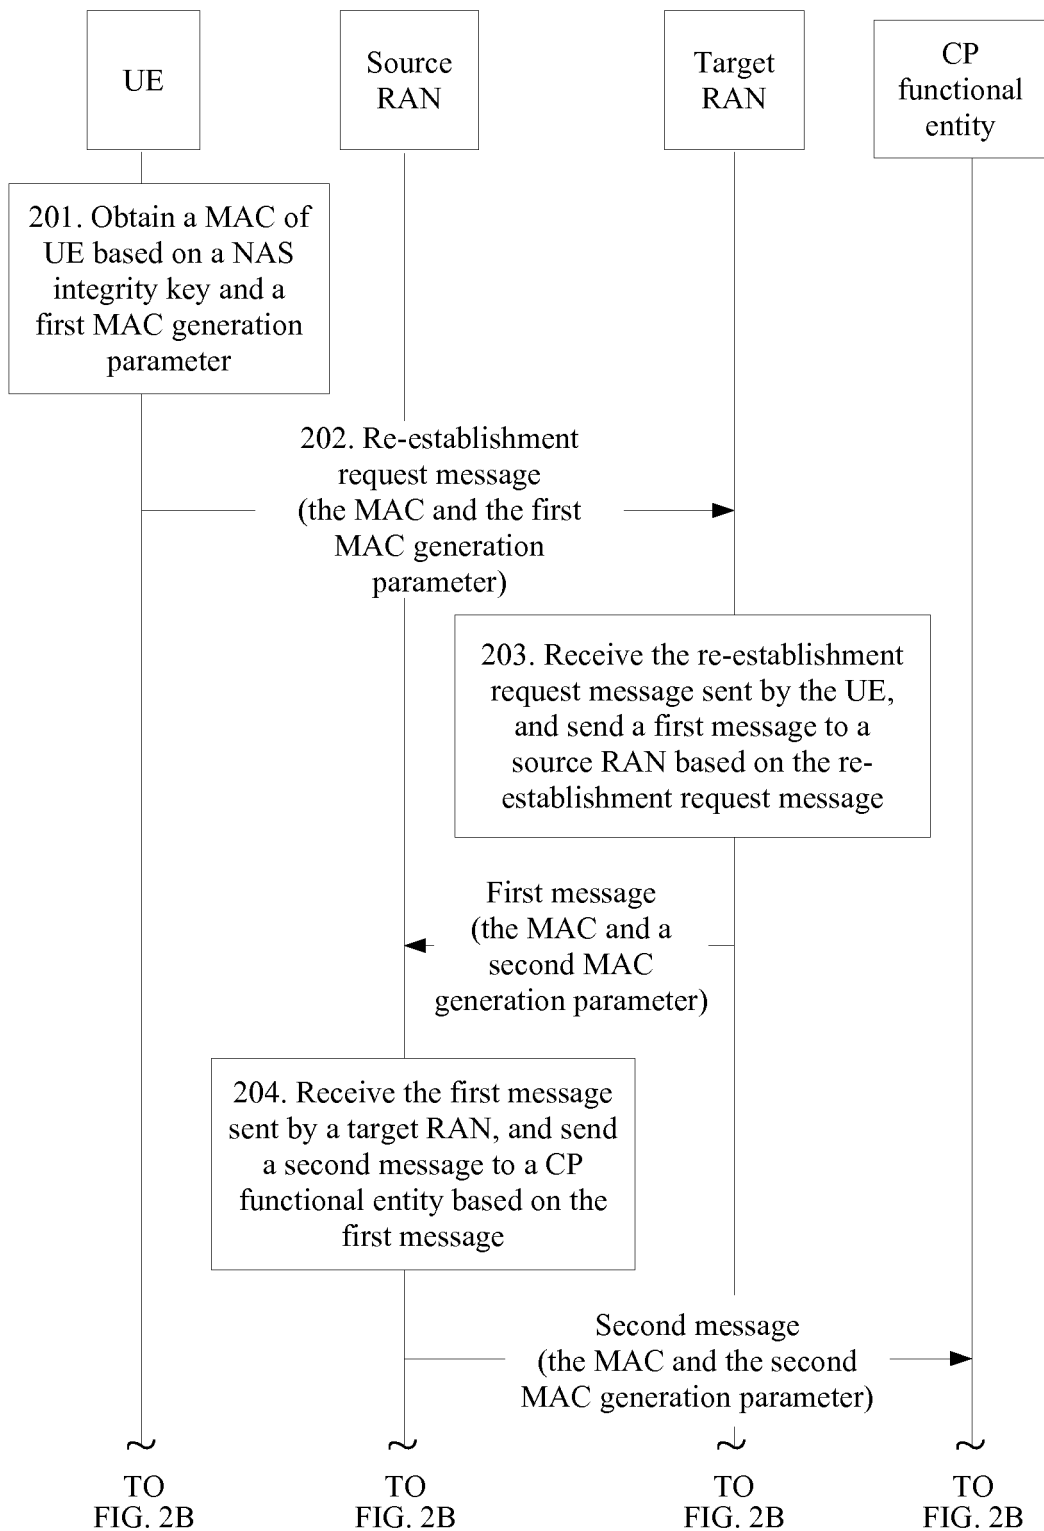 UE
Source
RAN
Target
RAN
CP
functional
entity
201. Obtain a MAC of
UE based on a NAS
integrity key and a
first MAC generation
parameter
202. Re-establishment
request message
(the MAC and the first
MAC generation
parameter)
203. Receive the re-establishment
request message sent by the UE,
and send a first message to a
source RAN based on the re-
establishment request message
First message
(the MAC and a
second MAC
generation parameter)
204. Receive the first message
sent by a target RAN, and send
a second message to a CP
functional entity based on the
first message
Second message
(the MAC and the second
MAC generation parameter)
TO
FIG. 2B
TO
FIG. 2B
TO
FIG. 2B
TO
FIG. 2B